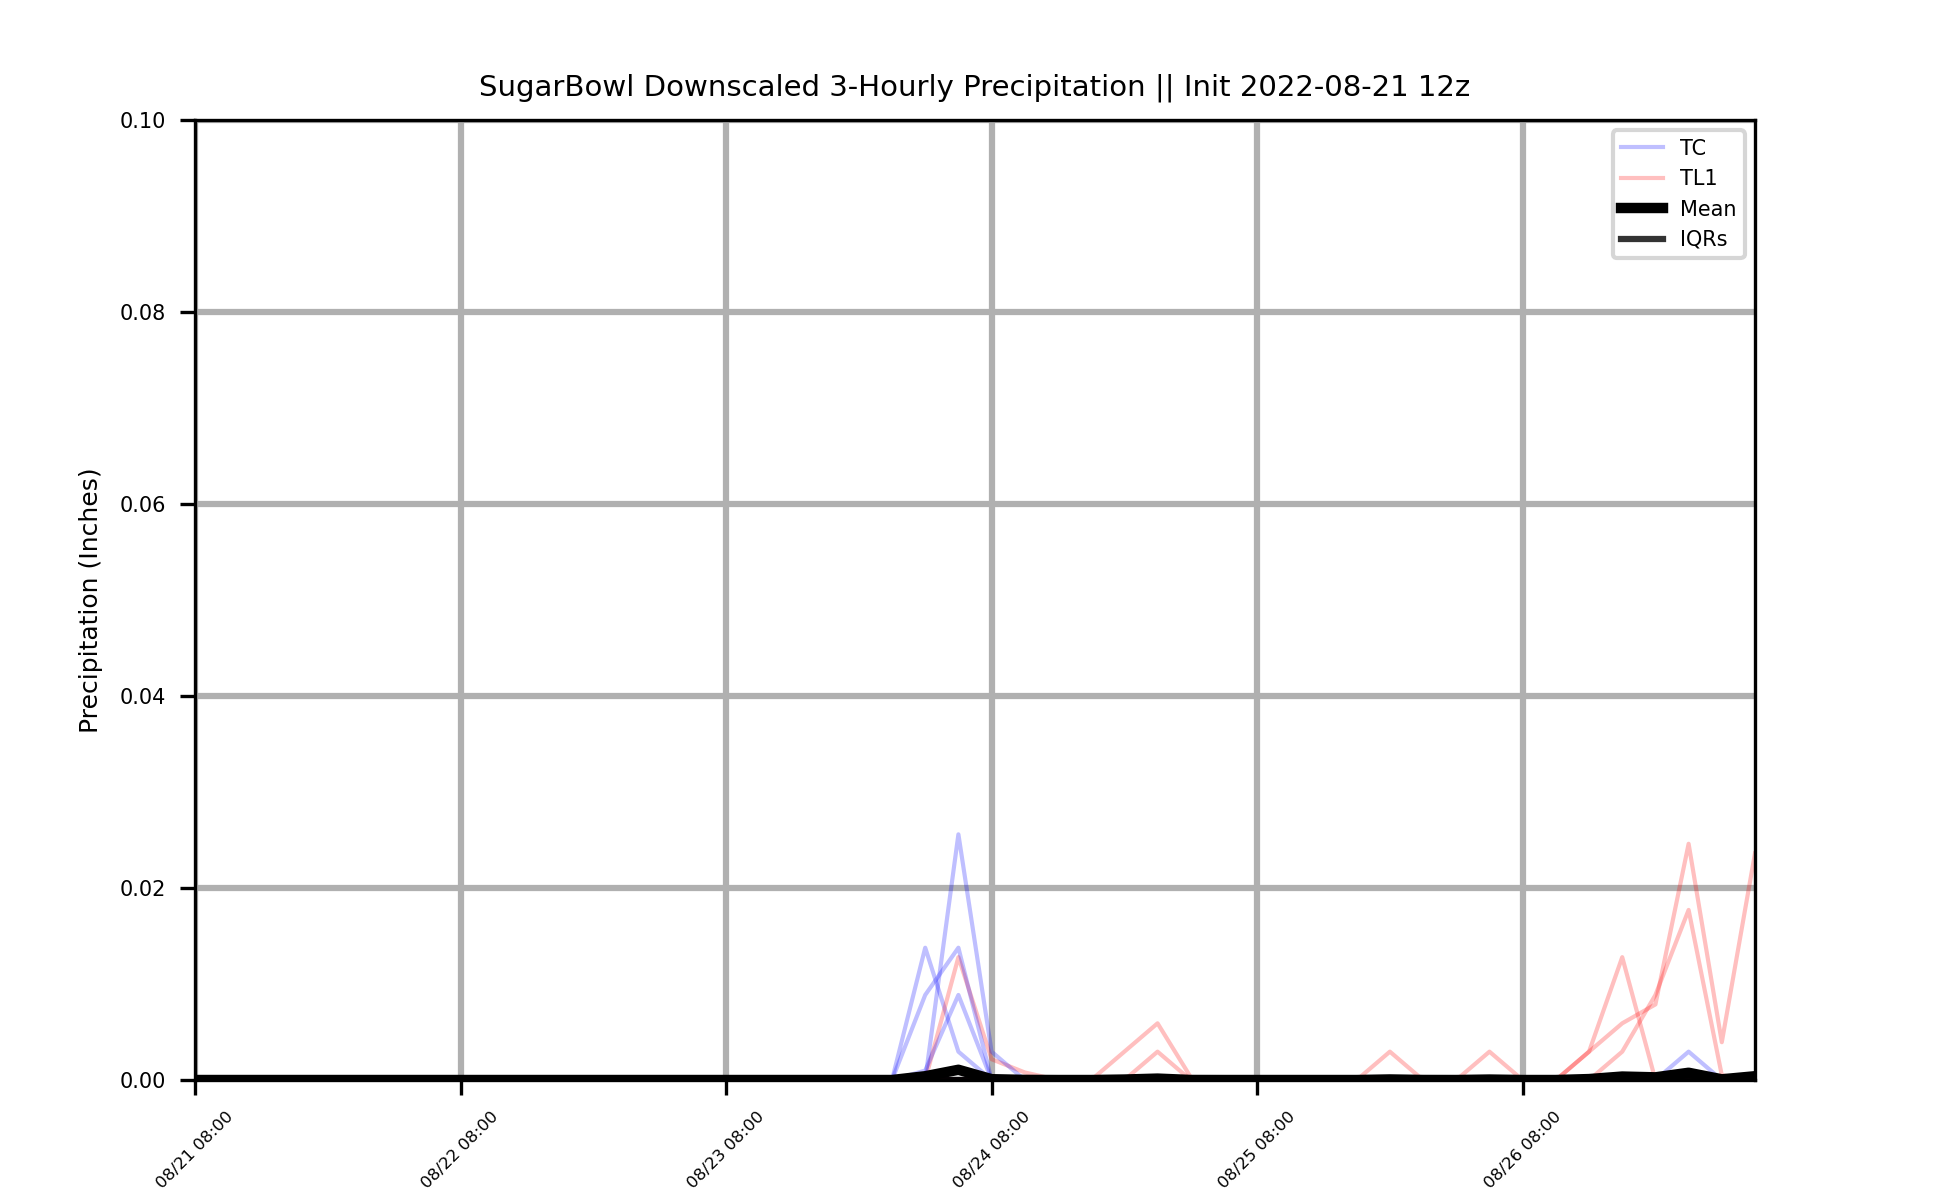 SugarBowl Downscaled 3-Hourly Precipitation || Init 2022-08-21 12z
0.10
0.08
0.06
0.04
0.02
0.00
Precipitation (Inches)
TC
TL1
Mean
IQRs
08/21 08:00
08/22 08:00
08/23 08:00
08/24 08:00
08/25 08:00
08/26 08:00